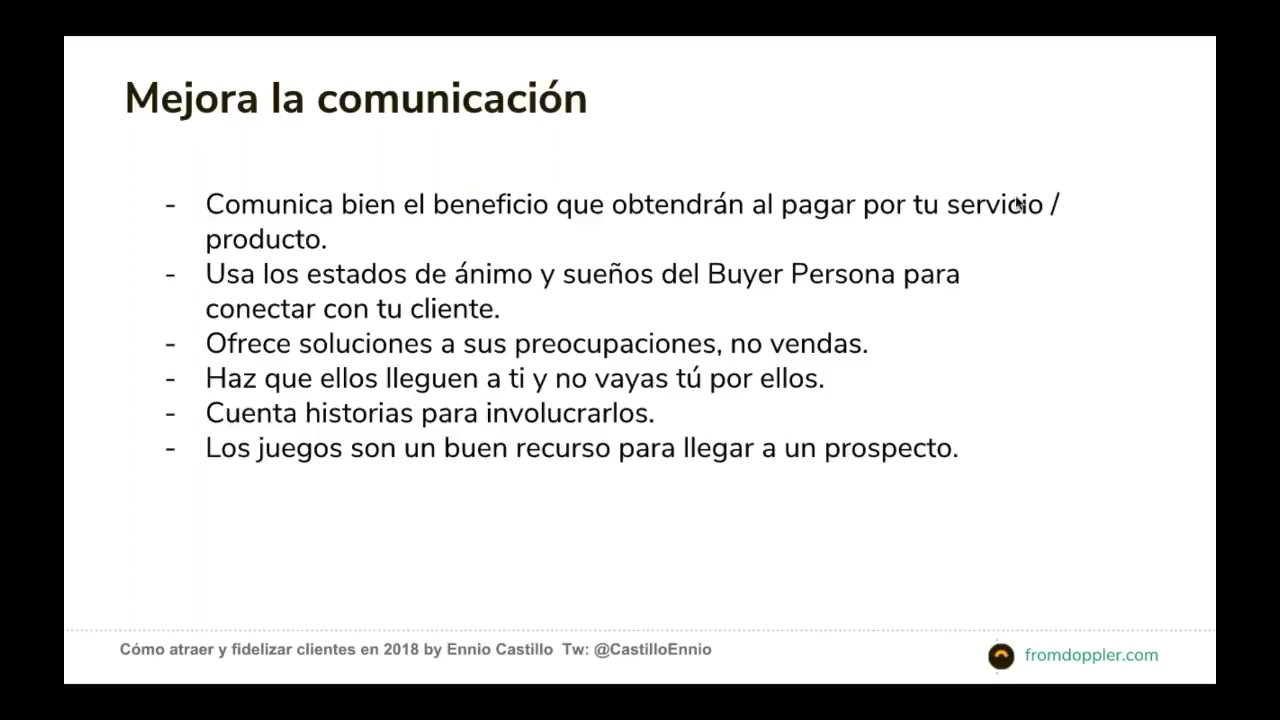 Mejora la comunicación
- Comunica bien el beneficio que obtendrán al pagar por tu servicio /
producto.
- Usa los estados de ánimo y sueños del Buyer Persona para
conectar con tu cliente.
- Ofrece soluciones a sus preocupaciones, no vendas.
- Haz que ellos lleguen a ti y no vayas tú por ellos.
- Cuenta historias para involucrarlos.
- Los juegos son un buen recurso para llegar a un prospecto.
Cómo atraer y fidelizar clientes en 2018 by Ennio Castillo Tw: @CastilloEnnio
fromdoppler.com